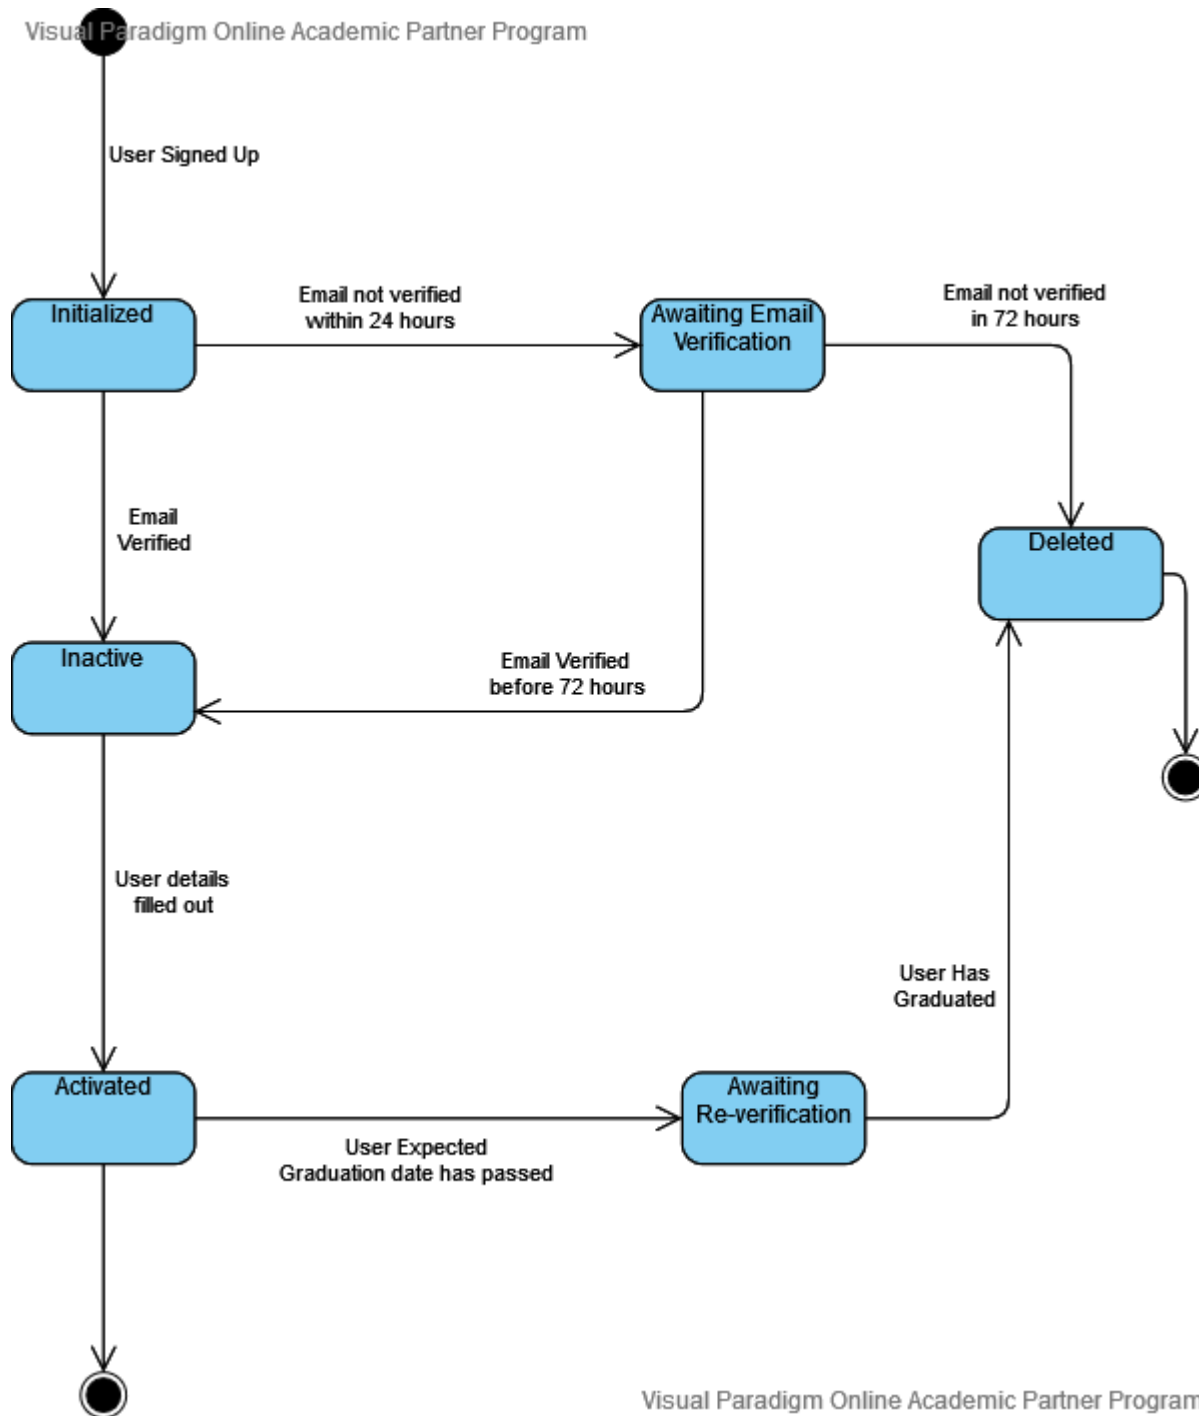 Visual Paradigm Online Academic Partner Program
User Signed Up
Initialized
Email not verified
within 24 hours
Awaiting Email
Verification
Email not verified
in 72 hours
Email
Verified
Deleted
Inactive
Email Verified
before 72 hours
User details
filled out
User Has
Graduated
Activated
User Expected
Graduation date has passed
Awaiting
Re-verification
Visual Paradigm Online Academic Partner Program